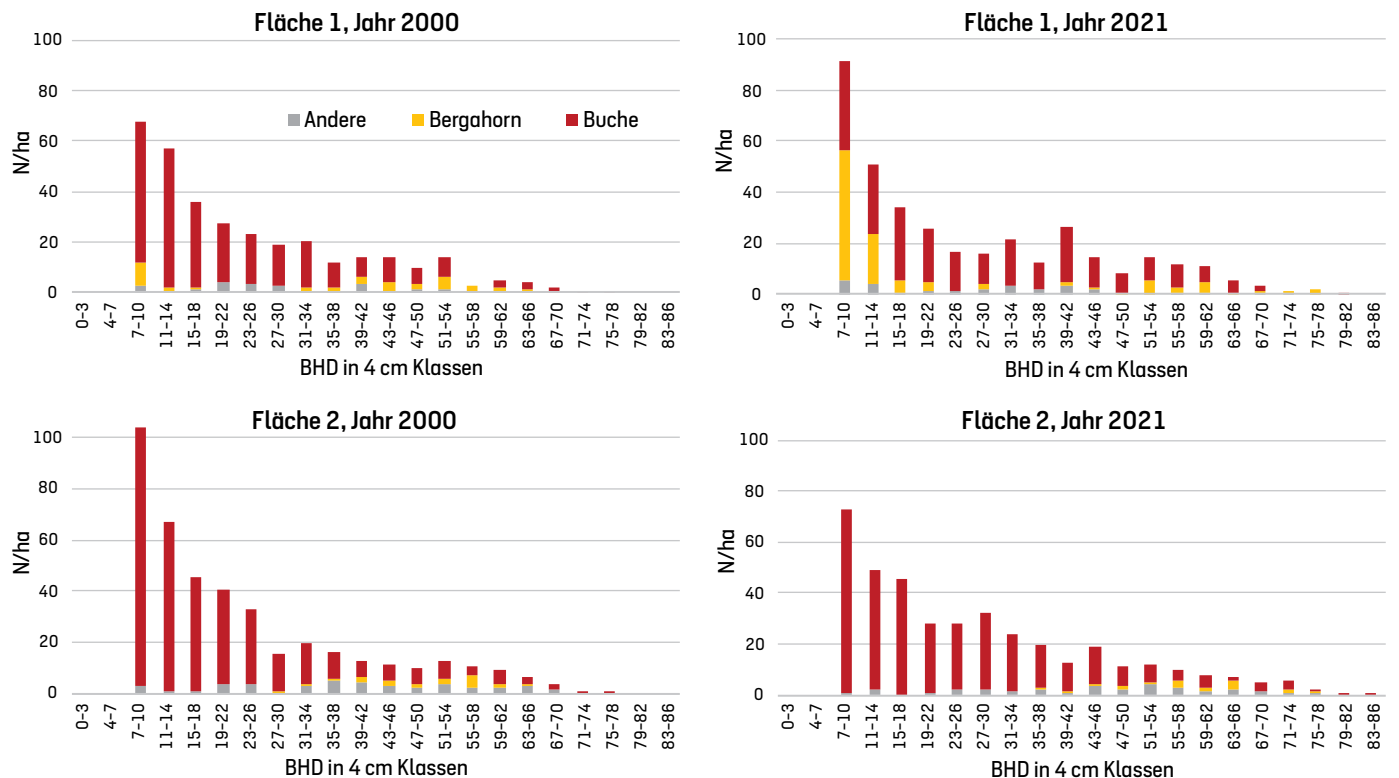 Fläche 1, Jahr 2000
100
80
60
40
20
0
N/ha
Andere Bergahorn Buche
0–3 4–7 7–10 11–14 15–18 19–22 23–26 27–30 31–34 35–38 39–42 43–46 47–50 51–54 55–58 59–62 63–66 67–70 71–74 75–78 79–82 83–86
BHD in 4 cm Klassen
Fläche 1, Jahr 2021
100
80
60
40
20
0
N/ha
0–3 4–7 7–10 11–14 15–18 19–22 23–26 27–30 31–34 35–38 39–42 43–46 47–50 51–54 55–58 59–62 63–66 67–70 71–74 75–78 79–82 83–86
BHD in 4 cm Klassen
Fläche 2, Jahr 2000
100
80
60
40
20
0
N/ha
0–3 4–7 7–10 11–14 15–18 19–22 23–26 27–30 31–34 35–38 39–42 43–46 47–50 51–54 55–58 59–62 63–66 67–70 71–74 75–78 79–82 83–86
BHD in 4 cm Klassen
Fläche 2, Jahr 2021
100
80
60
40
20
0
N/ha
0–3 4–7 7–10 11–14 15–18 19–22 23–26 27–30 31–34 35–38 39–42 43–46 47–50 51–54 55–58 59–62 63–66 67–70 71–74 75–78 79–82 83–86
BHD in 4 cm Klassen